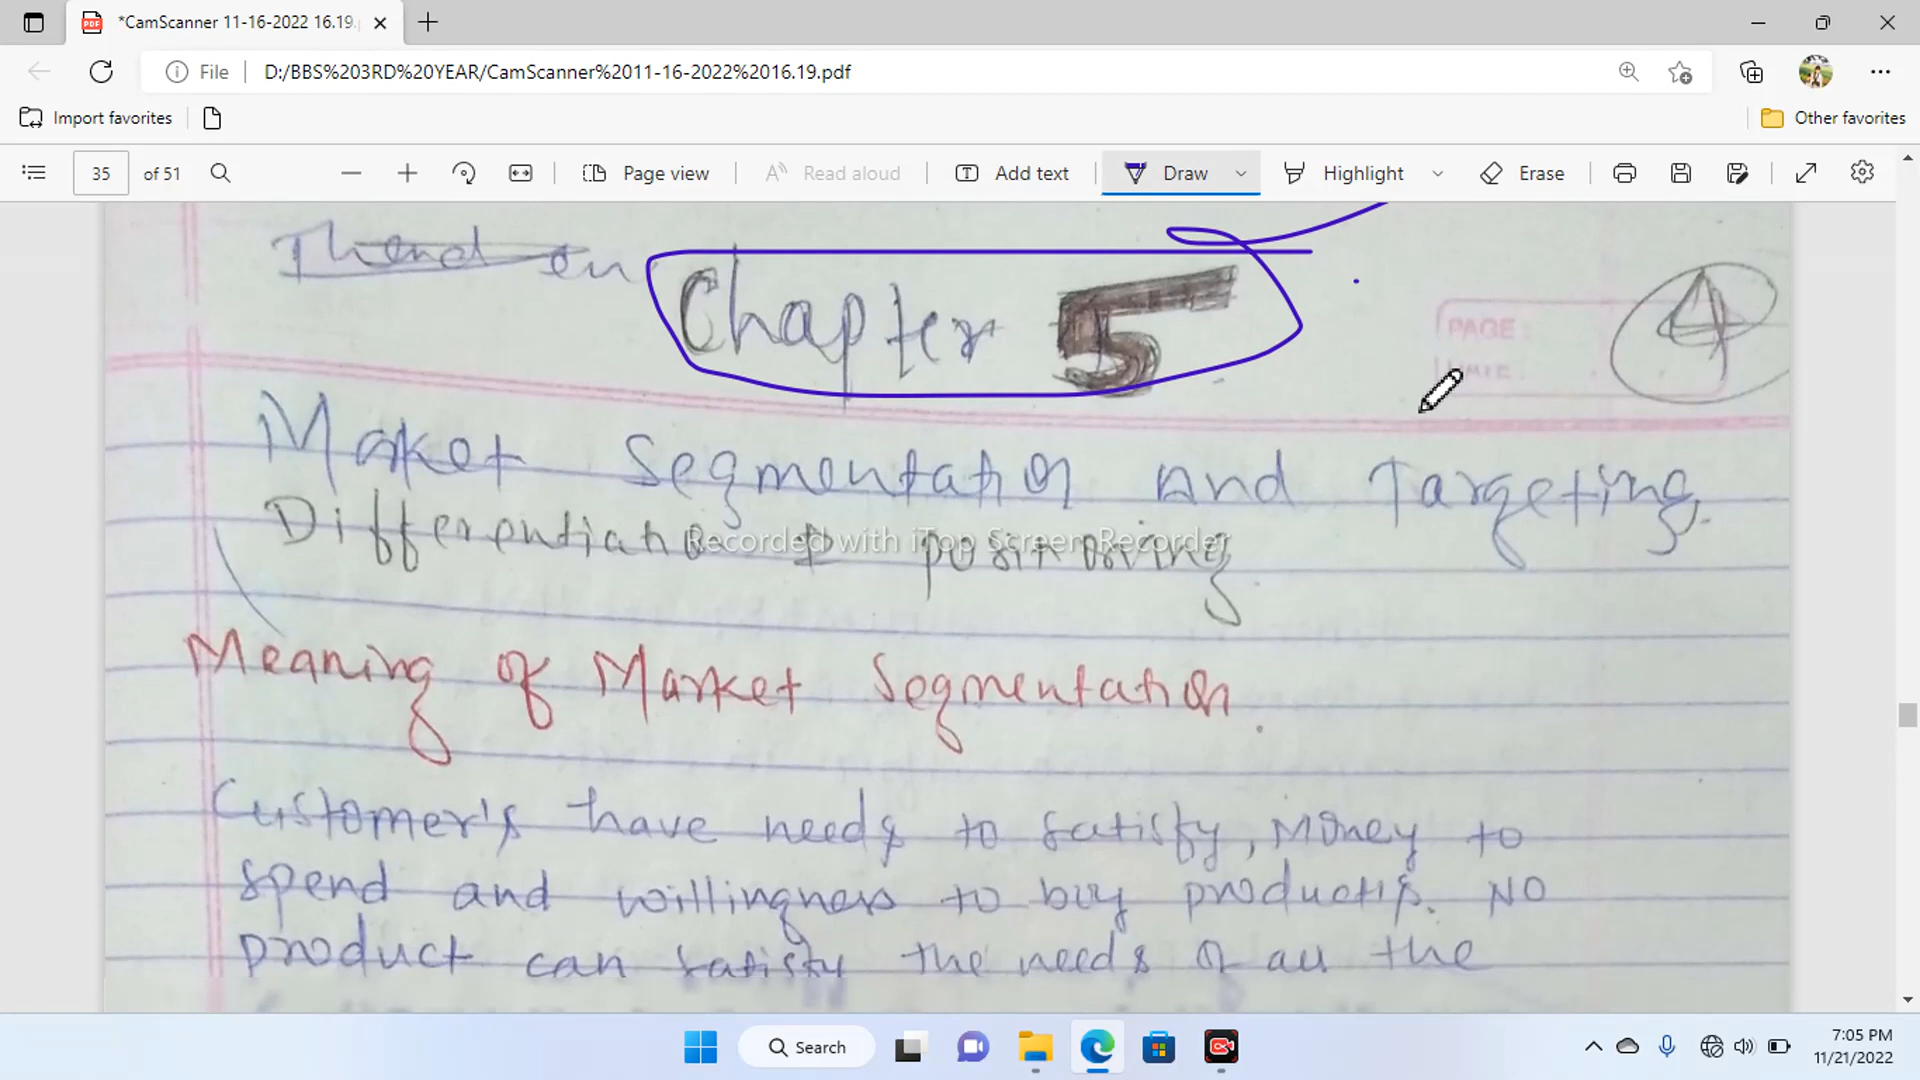 *CamScanner 11-16-2022 16.19.
File
D:/BBS%203RD%20YEAR/CamScanner%2011-16-2022%2016.19.pdf
Import favorites
Other favorites
35 of 51
Page view
Read aloud
Add text
Draw
Highlight
Erase
Chapter 5
PAGE:
DATE:
4
Market Segmentation And Targeting.
Differentiation & positioning
Recorded with iTop Screen Recorder
Meaning of Market Segmentation.
Customer's have needs to satisfy, Money to
spend and willingness to buy products. No
product can satisfy the needs of all the
Search
7:05 PM
11/21/2022